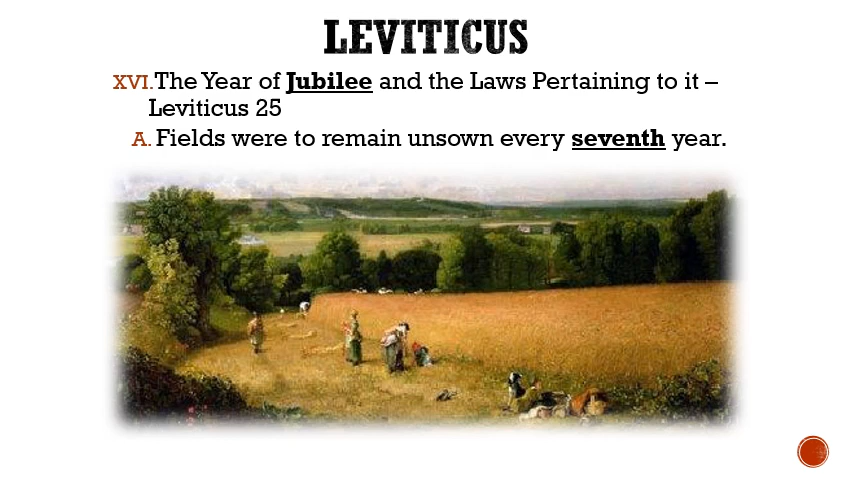 LEVITICUS
XVI. The Year of Jubilee and the Laws Pertaining to it –
Leviticus 25
A. Fields were to remain unsown every seventh year.